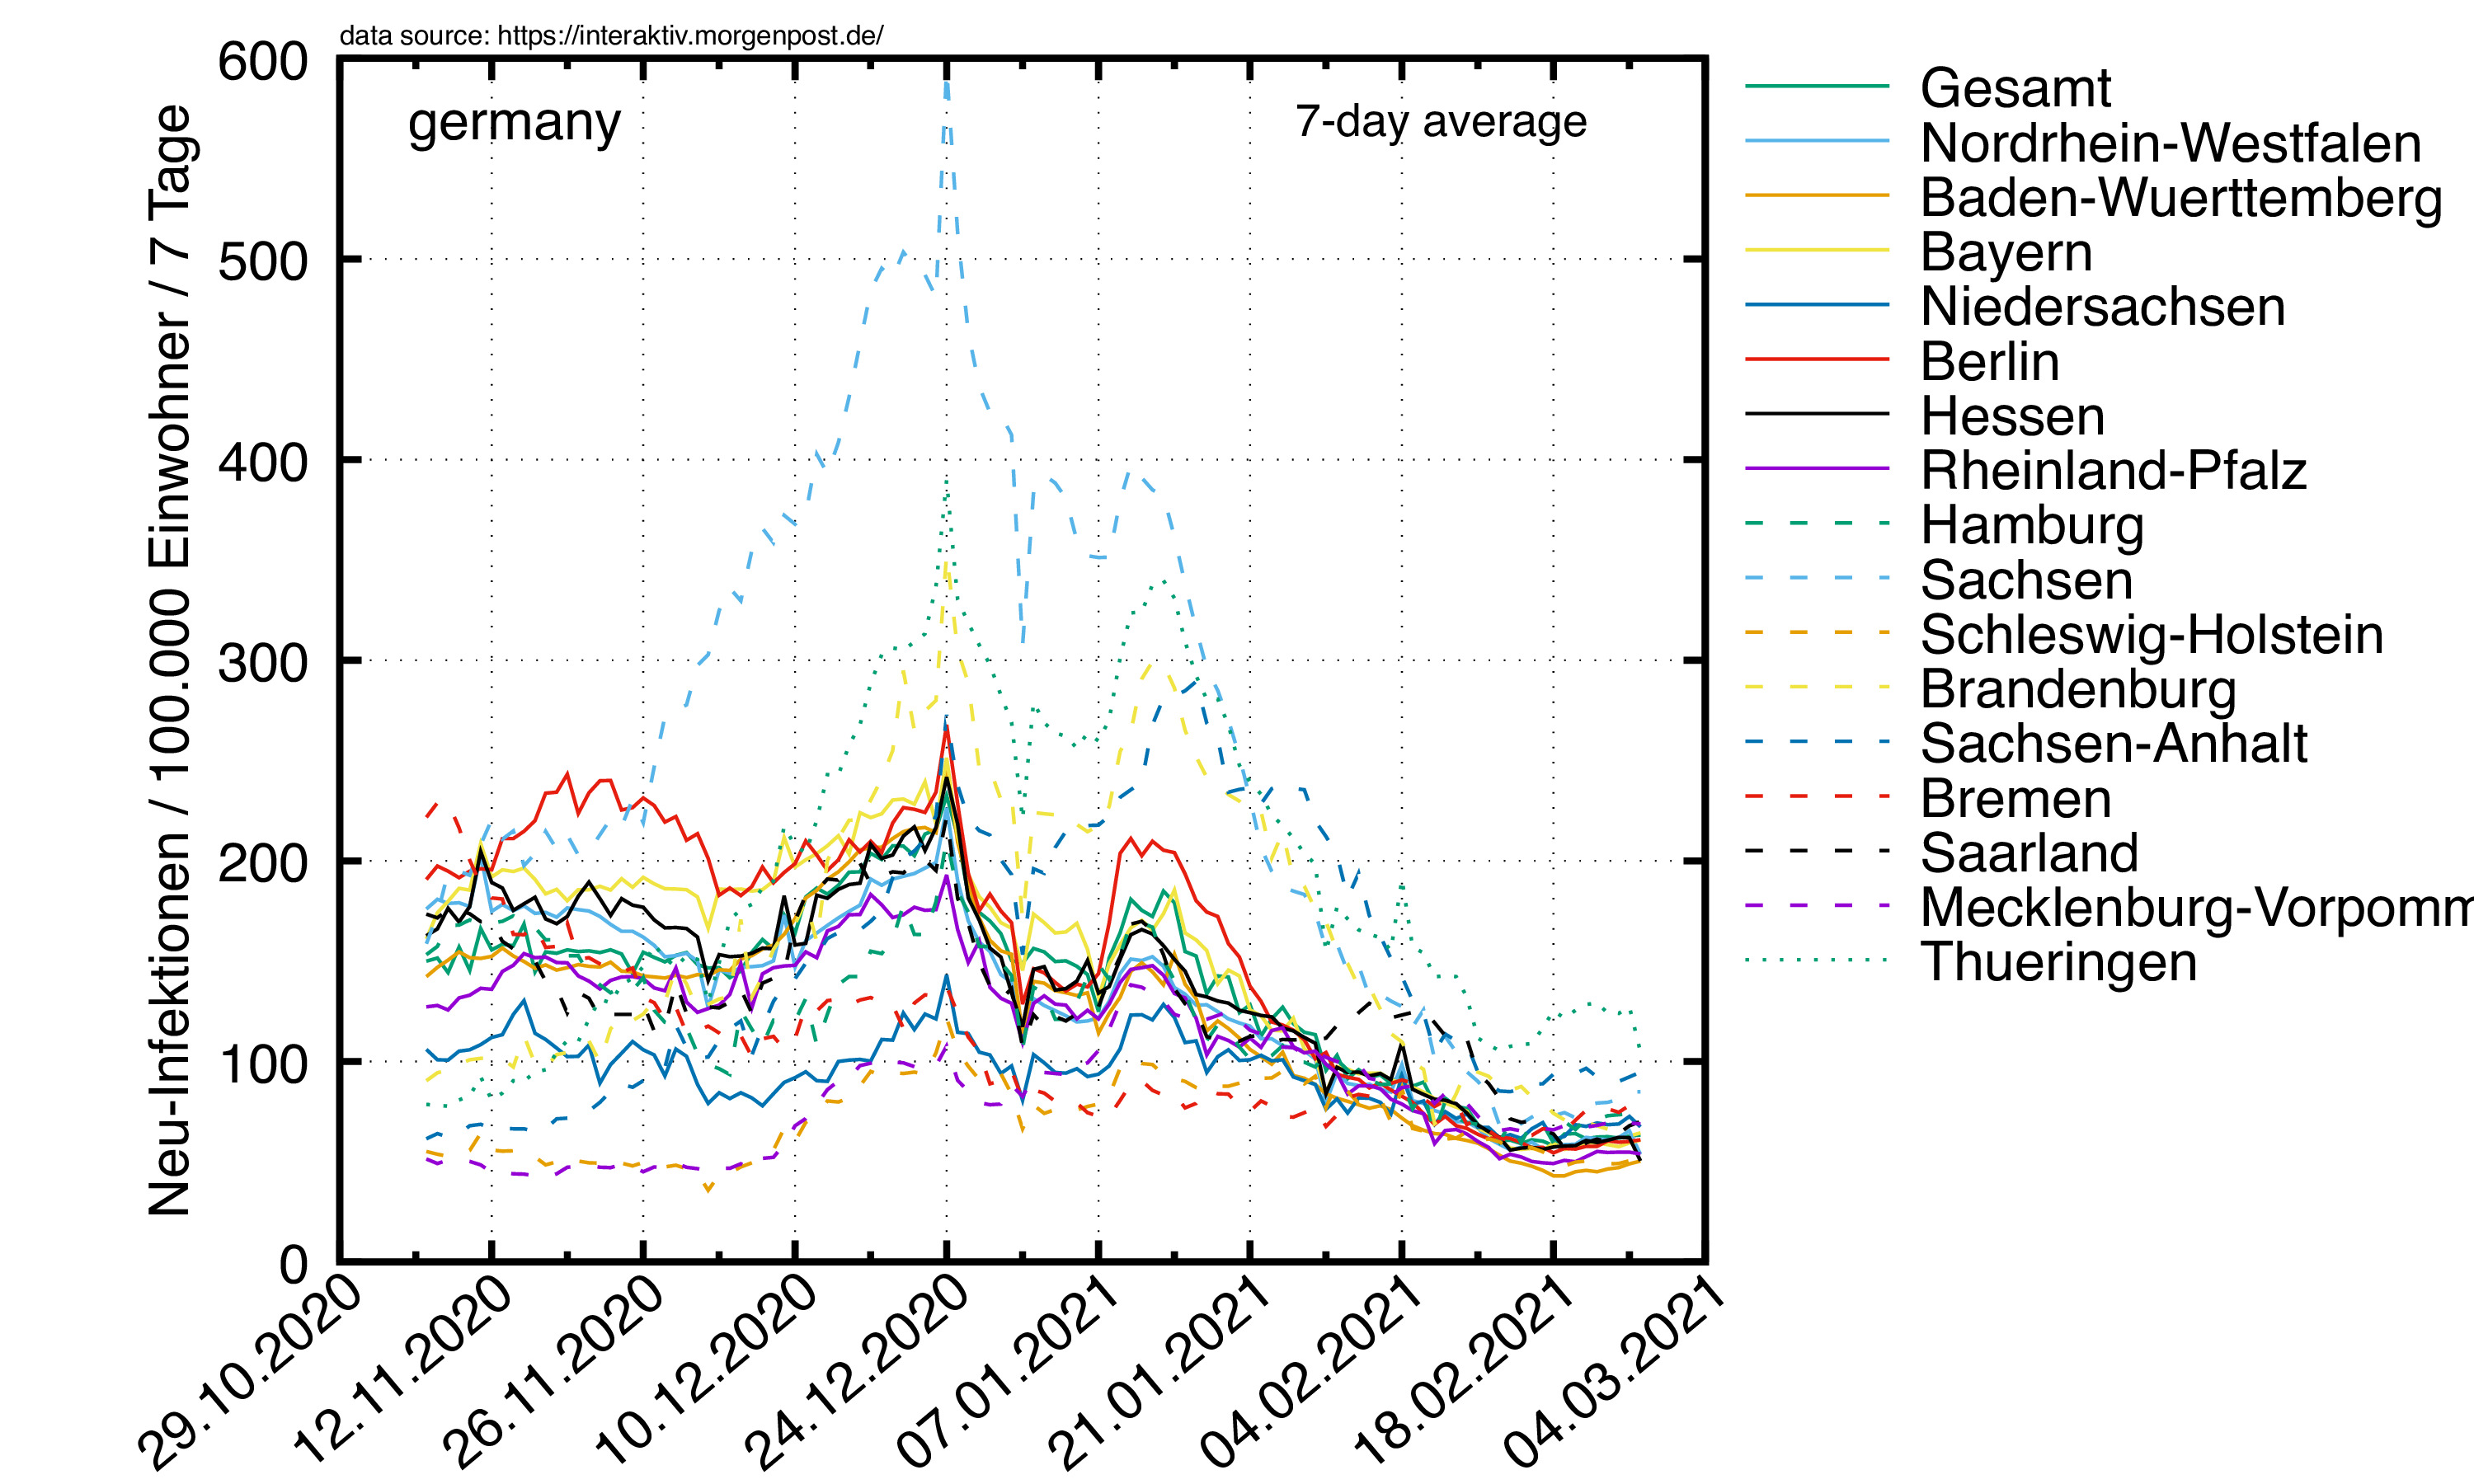 data source: https://interaktiv.morgenpost.de/
germany
7-day average
Neu-Infektionen / 100.000 Einwohner / 7 Tage
600
500
400
300
200
100
0
29.10.2020
12.11.2020
26.11.2020
10.12.2020
24.12.2020
07.01.2021
21.01.2021
04.02.2021
18.02.2021
04.03.2021
Gesamt
Nordrhein-Westfalen
Baden-Wuerttemberg
Bayern
Niedersachsen
Berlin
Hessen
Rheinland-Pfalz
Hamburg
Sachsen
Schleswig-Holstein
Brandenburg
Sachsen-Anhalt
Bremen
Saarland
Mecklenburg-Vorpomm
Thueringen